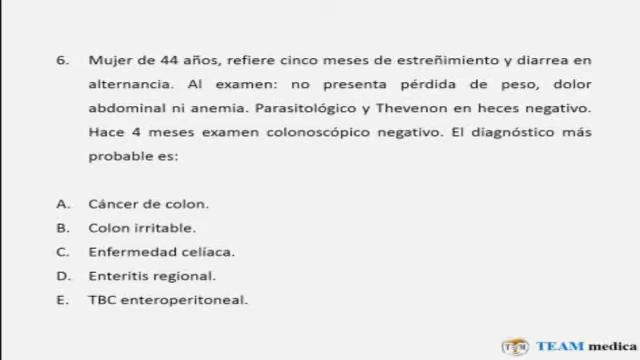 6. Mujer de 44 años, refiere cinco meses de estreñimiento y diarrea en
alternancia. Al examen: no presenta pérdida de peso, dolor
abdominal ni anemia. Parasitológico y Thevenon en heces negativo.
Hace 4 meses examen colonoscópico negativo. El diagnóstico más
probable es:
A. Cáncer de colon.
B. Colon irritable.
C. Enfermedad celíaca.
D. Enteritis regional.
E. TBC enteroperitoneal.
TEAM medica